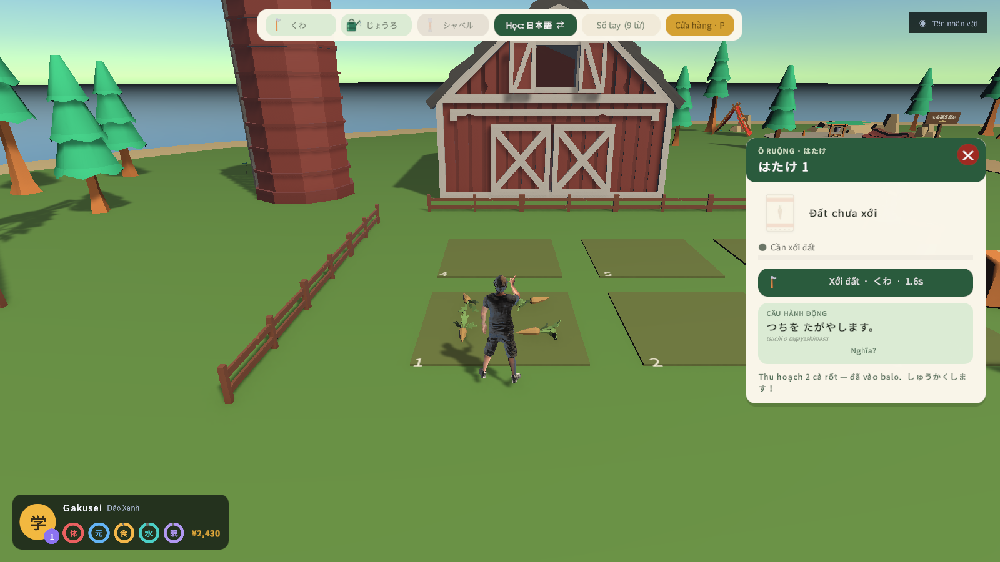 くわ
じょうろ
シャベル
Học: 日本語 ⇄
Sổ tay (9 từ)
Cửa hàng · P
Tên nhân vật
てんぼうだい
Ô RUỘNG · はたけ
はたけ 1
Đất chưa xới
Cần xới đất
Xới đất · くわ · 1.6s
CÂU HÀNH ĐỘNG
つちを たがやします。
tsuchi o tagayashimasu
Nghĩa?
Thu hoạch 2 cà rốt — đã vào balo. しゅうかくしま
す！
4
5
1
2
学
1
Gakusei Đảo Xanh
体
元
食
水
眠
¥2,430